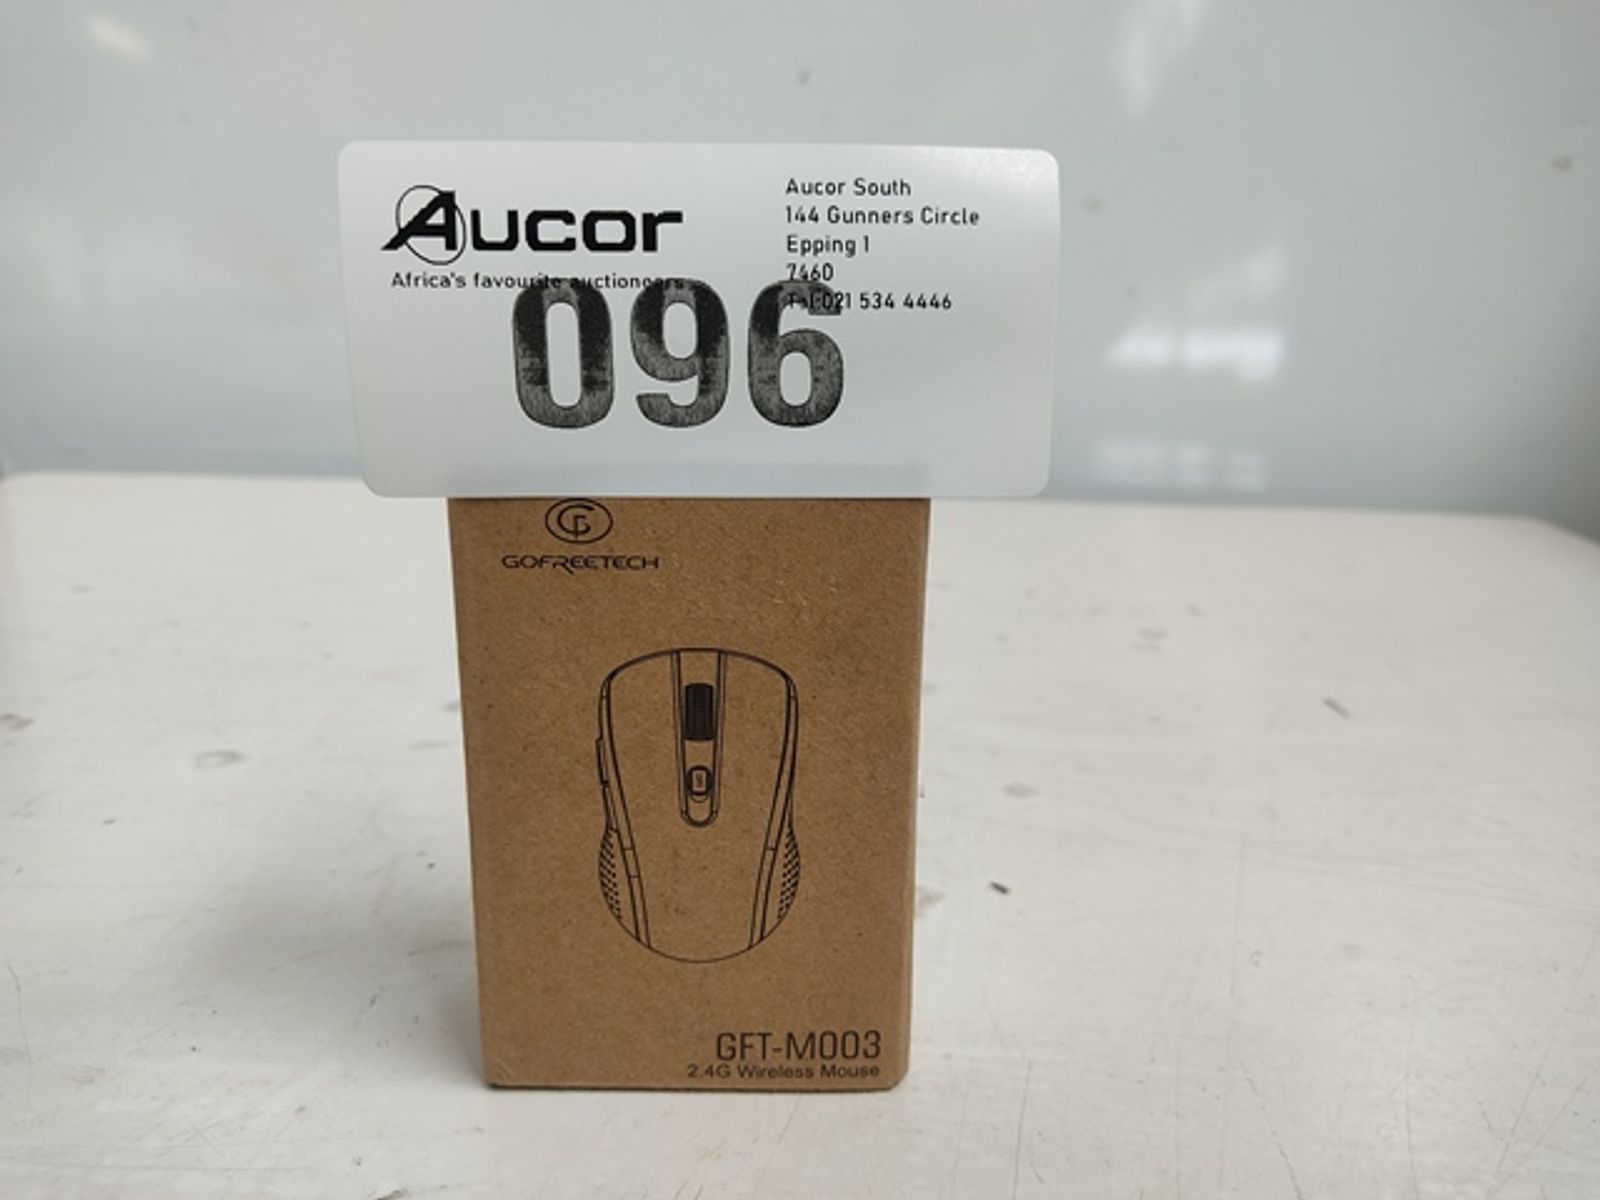 Aucor
Africa's favourite auctioneers
Aucor South
144 Gunners Circle
Epping 1
7460
Tel:021 534 4446
096
GOFREETECH
GFT-M003
2.4G Wireless Mouse